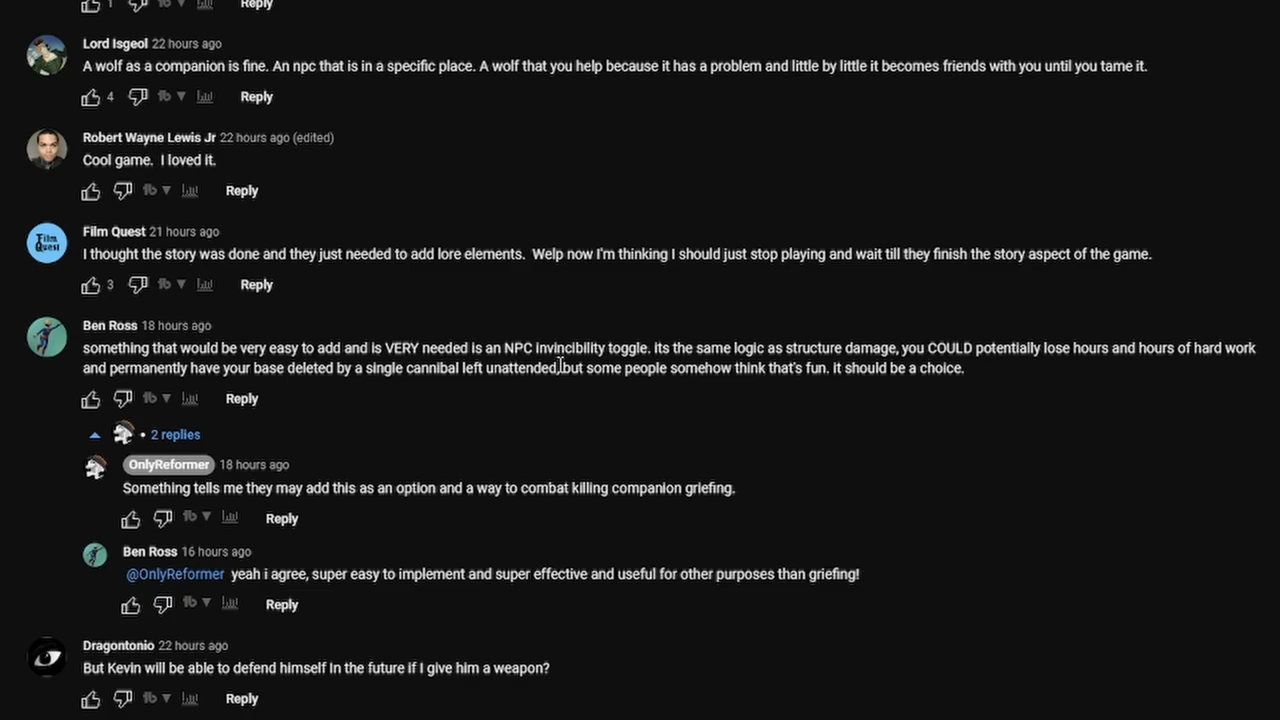 1 Reply
Lord Isgeol 22 hours ago
A wolf as a companion is fine. An npc that is in a specific place. A wolf that you help because it has a problem and little by little it becomes friends with you until you tame it.
4 Reply
Robert Wayne Lewis Jr 22 hours ago (edited)
Cool game. I loved it.
Reply
Film Quest
Film Quest 21 hours ago
I thought the story was done and they just needed to add lore elements. Welp now I'm thinking I should just stop playing and wait till they finish the story aspect of the game.
3 Reply
Ben Ross 18 hours ago
something that would be very easy to add and is VERY needed is an NPC invincibility toggle. its the same logic as structure damage, you COULD potentially lose hours and hours of hard work
and permanently have your base deleted by a single cannibal left unattended, but some people somehow think that's fun. it should be a choice.
Reply
• 2 replies
OnlyReformer 18 hours ago
Something tells me they may add this as an option and a way to combat killing companion griefing.
Reply
Ben Ross 16 hours ago
@OnlyReformer yeah i agree, super easy to implement and super effective and useful for other purposes than griefing!
Reply
Dragontonio 22 hours ago
But Kevin will be able to defend himself In the future if I give him a weapon?
Reply